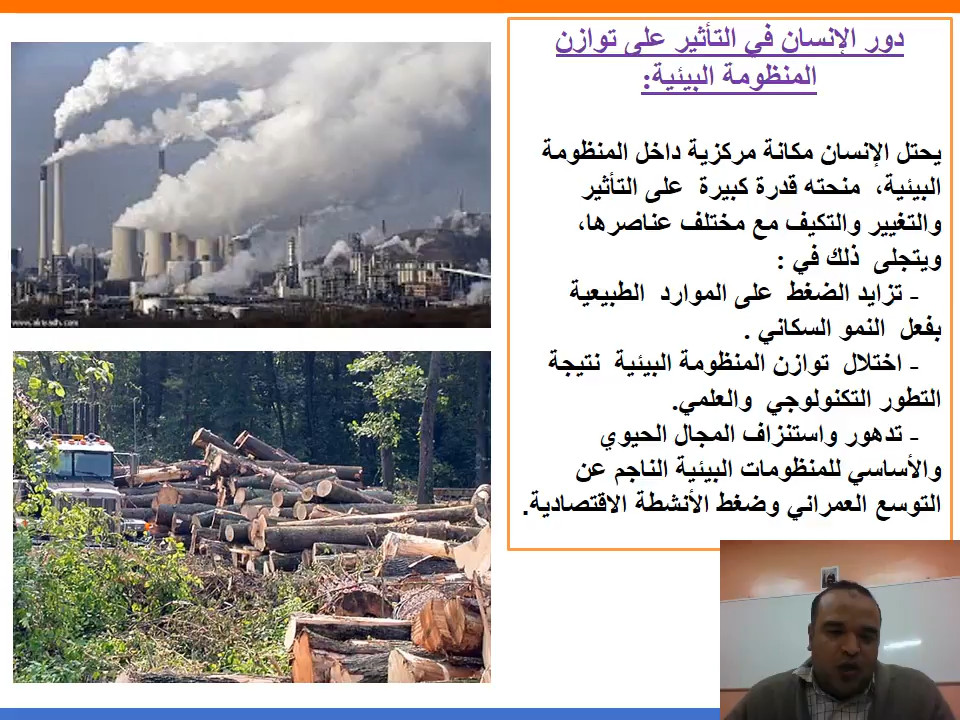 دور الإنسان في التأثير على توازن
المنظومة البيئية:
يحتل الإنسان مكانة مركزية داخل المنظومة
البيئية، منحته قدرة كبيرة على التأثير
والتغيير والتكيف مع مختلف عناصرها،
ويتجلى ذلك في :
- تزايد الضغط على الموارد الطبيعية
بفعل النمو السكاني .
- اختلال توازن المنظومة البيئية نتيجة
التطور التكنولوجي والعلمي.
- تدهور واستنزاف المجال الحيوي
والأساسي للمنظومات البيئية الناجم عن
التوسع العمراني وضغط الأنشطة الاقتصادية.